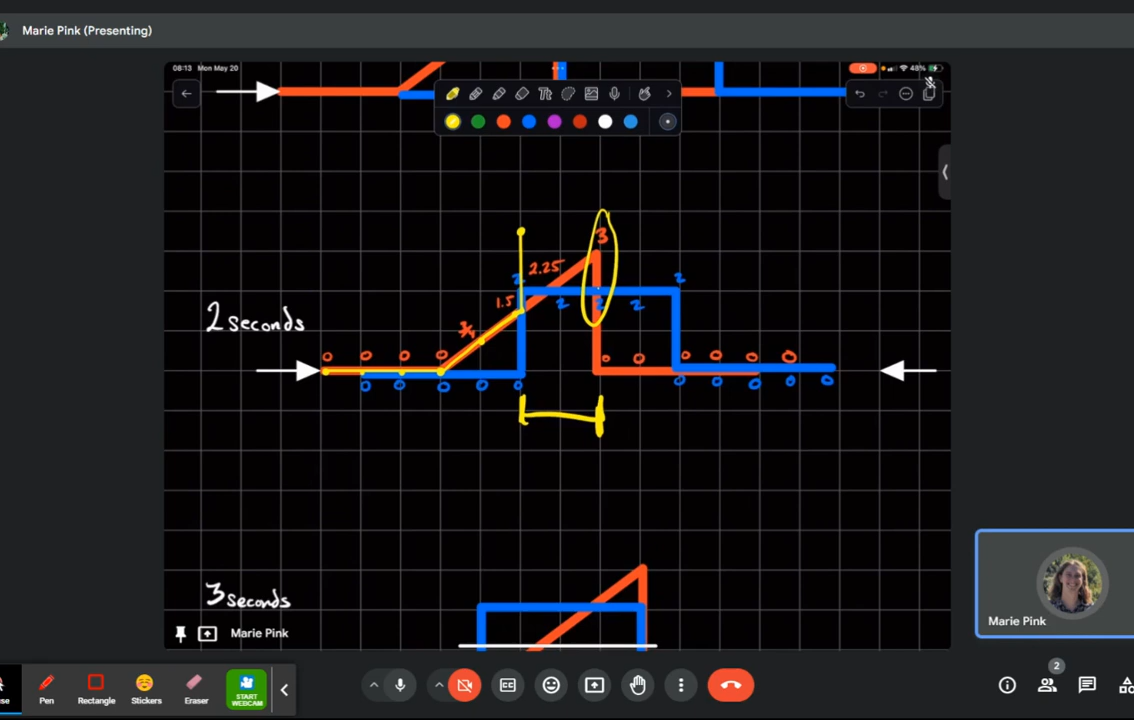 Marie Pink (Presenting)
08:13 Mon May 20
48%
Tt
3
2.25
2
2
1.5
2 2 2
2 seconds
0 0 0 0
0 0 0 0 0 0
0 0 0 0 0
0 0 0 0 0
3 seconds
Marie Pink
Marie Pink
Pen
Rectangle
Stickers
Eraser
START
WEBCAM
CC
2